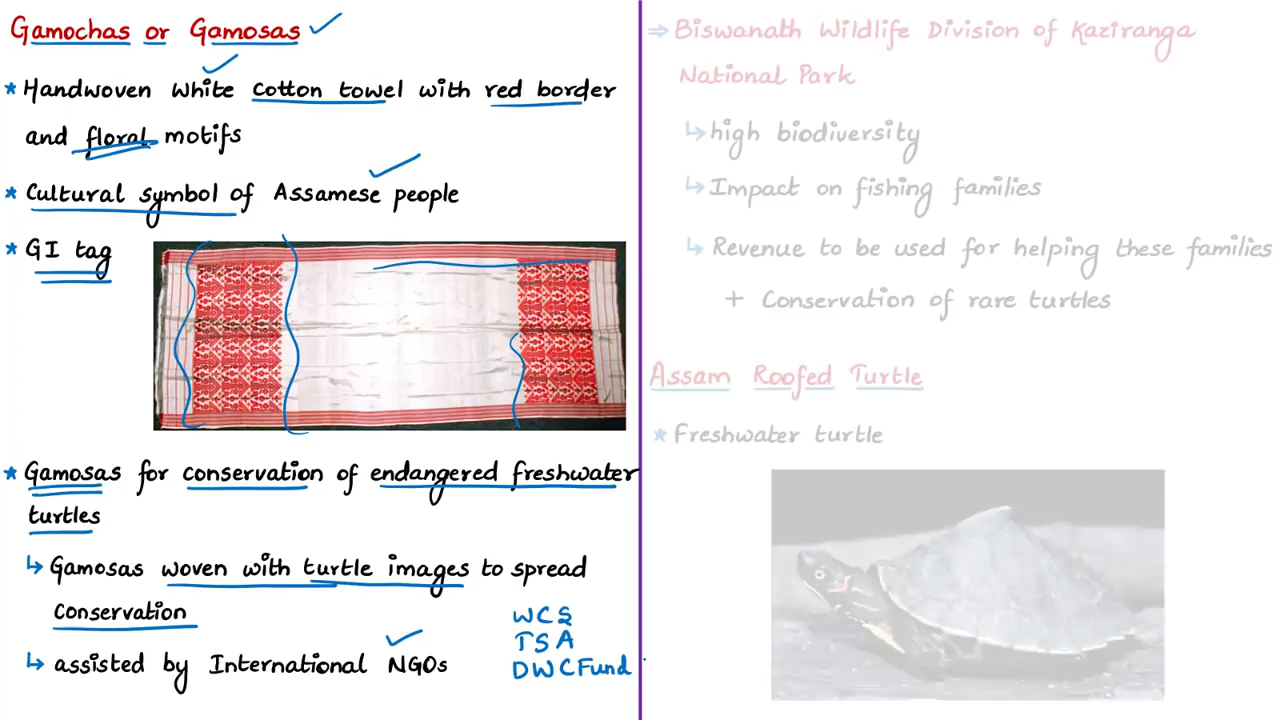 Gamochas or Gamosas
* Handwoven white cotton towel with red border
and floral motifs
* Cultural symbol of Assamese people
* GI tag
* Gamosas for conservation of endangered freshwater
turtles
↳ Gamosas woven with turtle images to spread
conservation
↳ assisted by International NGOs
WCS
TSA
DWCFund
⇒ Biswanath Wildlife Division of Kaziranga
National Park
↳ high biodiversity
↳ Impact on fishing families
↳ Revenue to be used for helping these families
+ Conservation of rare turtles
Assam Roofed Turtle
* Freshwater turtle